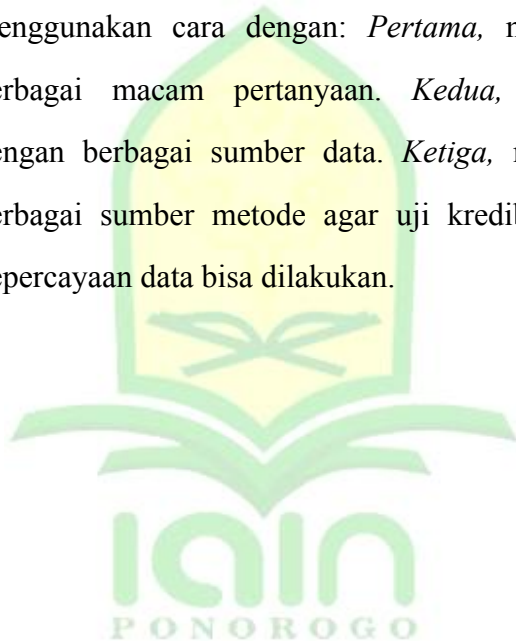 enggunakan cara dengan: Pertama,
erbagai macam pertanyaan. Kedua,
engan berbagai sumber data. Ketiga,
erbagai sumber metode agar uji kredib
epercayaan data bisa dilakukan.
iain
PONOROGO